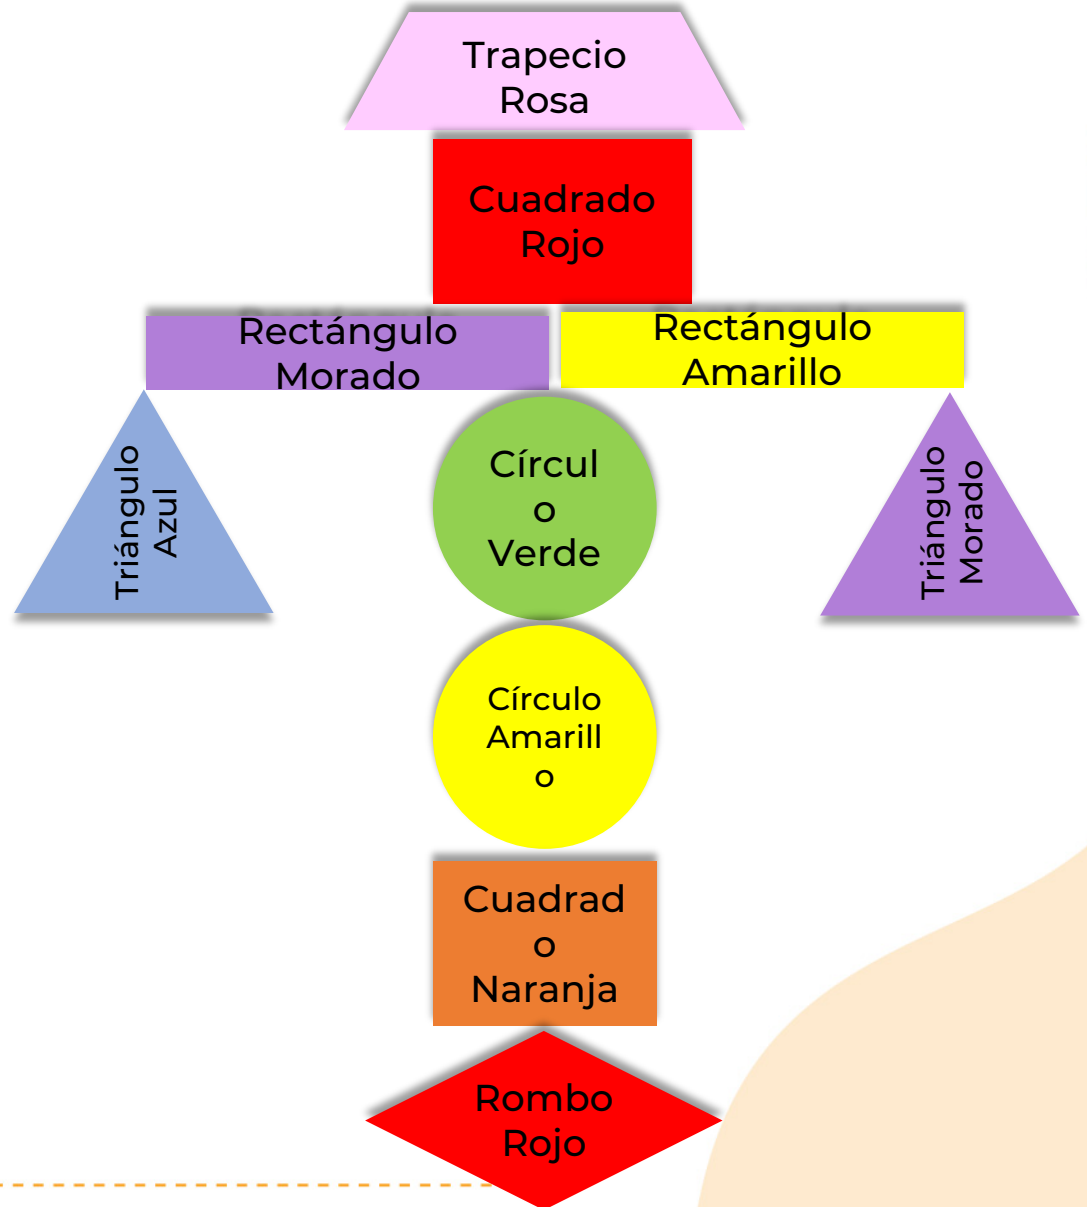 Trapecio
Rosa
Cuadrado
Rojo
Rectángulo
Morado
Rectángulo
Amarillo
Triángulo
Azul
Círcul
o
Verde
Triángulo
Morado
Círculo
Amarill
o
Cuadrad
o
Naranja
Rombo
Rojo